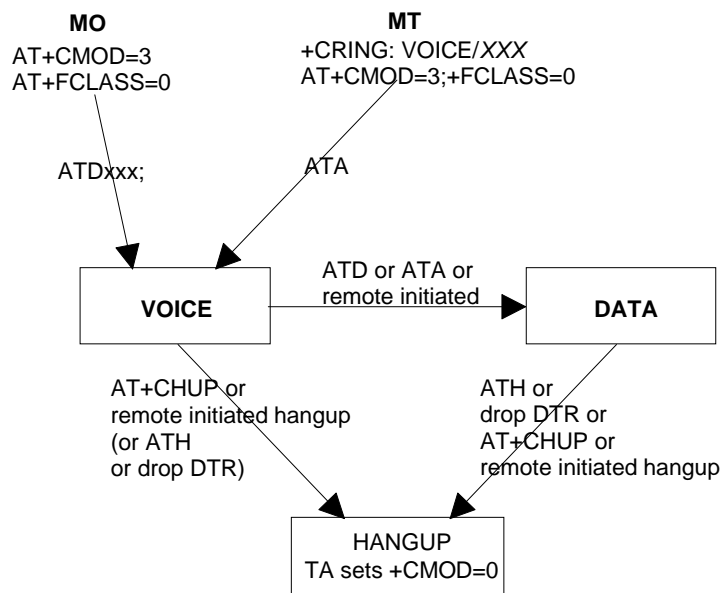 MO
AT+CMOD=3
AT+FCLASS=0
MT
+CRING: VOICE/XXX
AT+CMOD=3;+FCLASS=0
ATDxxx;
ATA
VOICE
ATD or ATA or
remote initiated
DATA
AT+CHUP or
remote initiated hangup
(or ATH
or drop DTR)
ATH or
drop DTR or
AT+CHUP or
remote initiated hangup
HANGUP
TA sets +CMOD=0